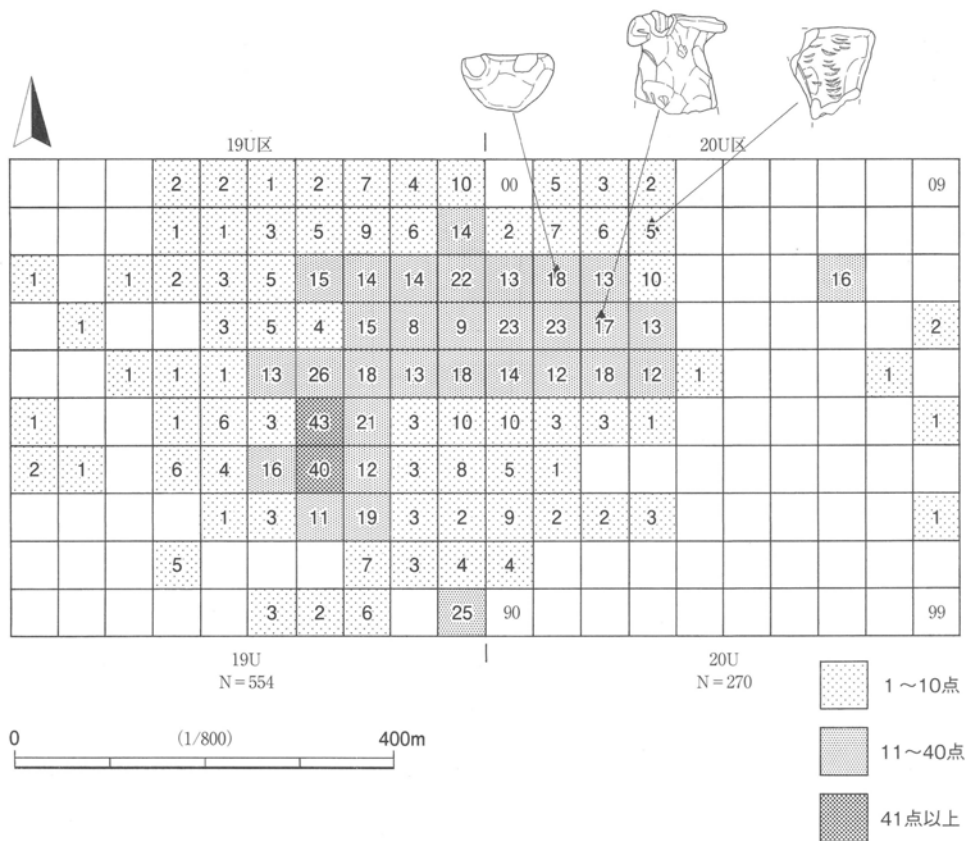 19U区 20U区
2 2 1 2 7 4 10 00 5 3 2 09
1 1 3 5 9 6 14 2 7 6 5
1 1 2 3 5 15 14 14 22 13 18 13 10 16
1 3 5 4 15 8 9 23 23 17 13 2
1 1 1 13 26 18 13 18 14 12 18 12 1 1
1 1 6 3 43 21 3 10 10 3 3 1 1
2 1 6 4 16 40 12 3 8 5 1
1 3 11 19 3 2 9 2 2 3 1
5 7 3 4 4
3 2 6 25 90 99
19U 20U
N=554 N=270
0 (1/800) 400m
1～10点
11～40点
41点以上